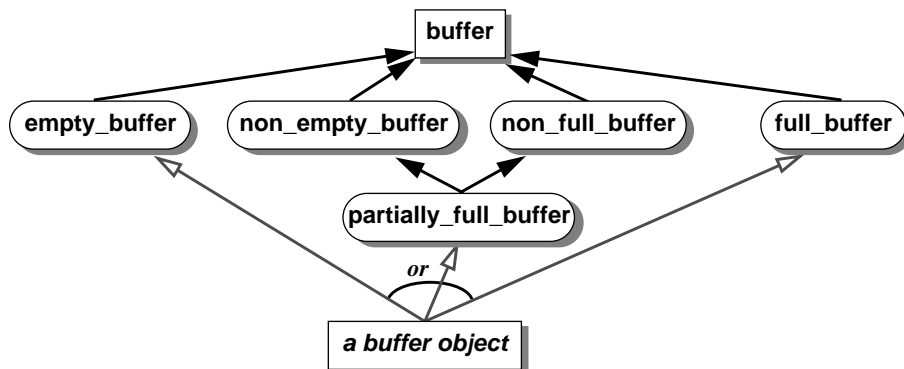 buffer
empty_buffer
non_empty_buffer
non_full_buffer
full_buffer
partially_full_buffer
or
a buffer object